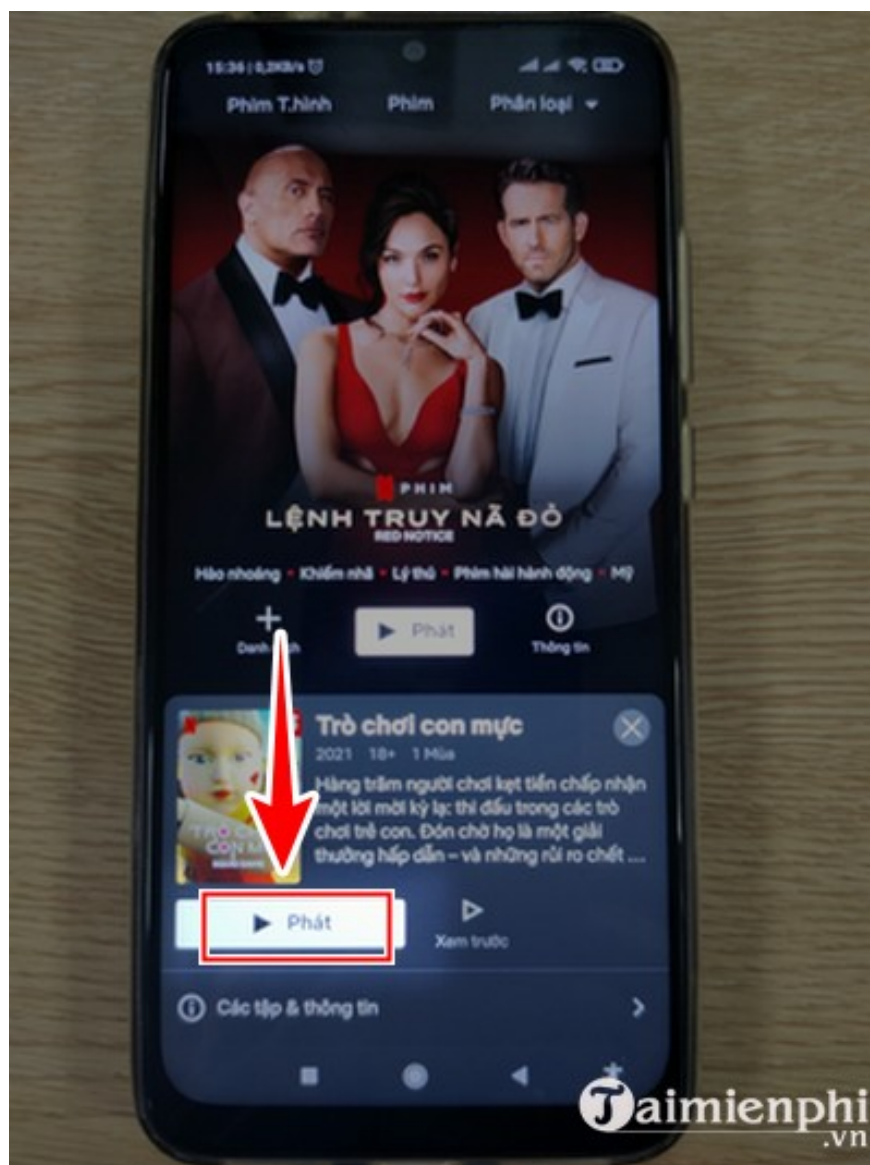 15:36 | 0,2KB/s
Phim T.hình Phim Phân loại
PHIM
LỆNH TRUY NÃ ĐỎ
RED NOTICE
Hào nhoáng • Khiếm nhã • Lý thú • Phim hài hành động • Mỹ
Phát
Thông tin
Trò chơi con mực
2021 18+ 1 Mùa
Hàng trăm người chơi kẹt tiền chấp nhận
một lời mời kỳ lạ: thi đấu trong các trò
chơi trẻ con. Đón chờ họ là một giải
thưởng hấp dẫn – và những rủi ro chết ...
Phát
Xem trước
Các tập & thông tin
Taimienphi
.vn